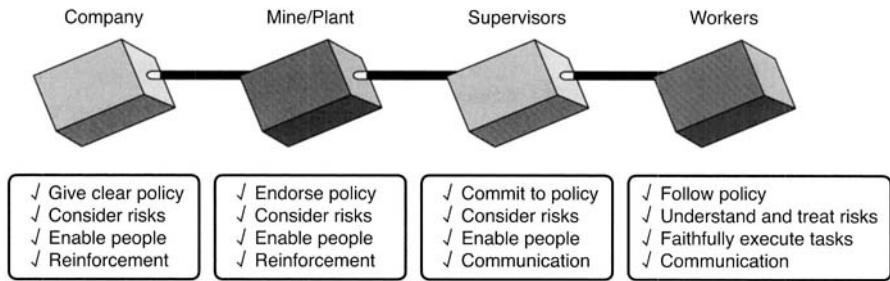 Company
Mine/Plant
Supervisors
Workers
√ Give clear policy
√ Consider risks
√ Enable people
√ Reinforcement
√ Endorse policy
√ Consider risks
√ Enable people
√ Reinforcement
√ Commit to policy
√ Consider risks
√ Enable people
√ Communication
√ Follow policy
√ Understand and treat risks
√ Faithfully execute tasks
√ Communication